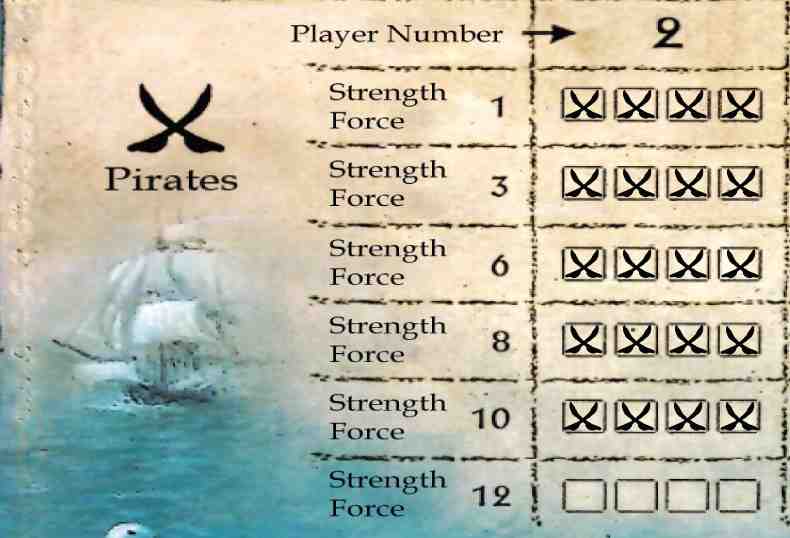 Player Number 2
Strength
Force 1
Pirates
Strength
Force 3
Strength
Force 6
Strength
Force 8
Strength
Force 10
Strength
Force 12